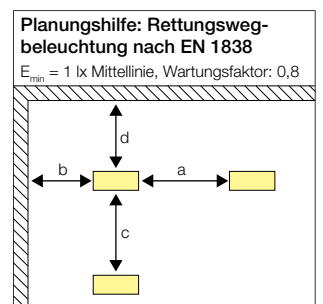 Planungshilfe: Rettungsweg-
beleuchtung nach EN 1838
Emin = 1 lx Mittellinie, Wartungsfaktor: 0,8
d
b
a
c